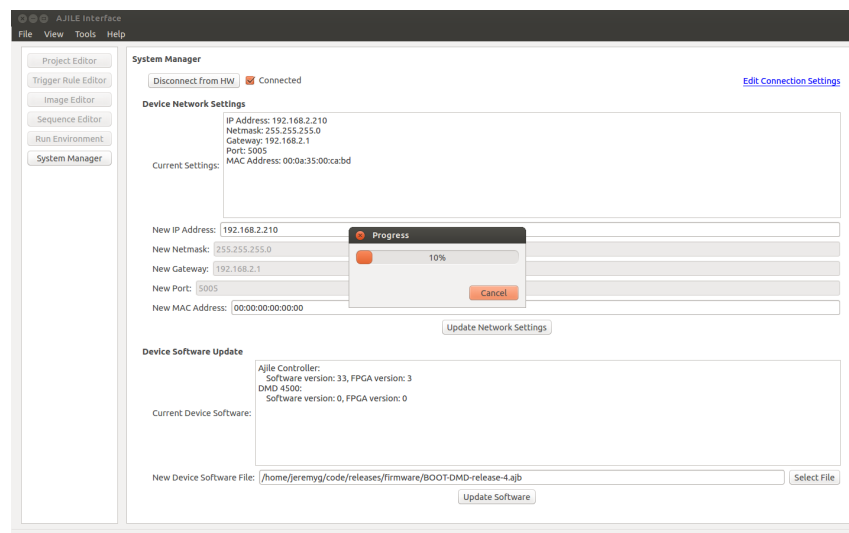 AJILE Interface
File View Tools Help
Project Editor
Trigger Rule Editor
Image Editor
Sequence Editor
Run Environment
System Manager
System Manager
Disconnect from HW Connected Edit Connection Settings
Device Network Settings
Current Settings:
IP Address: 192.168.2.210
Netmask: 255.255.255.0
Gateway: 192.168.2.1
Port: 5005
MAC Address: 00:0a:35:00:ca:bd
New IP Address: 192.168.2.210
New Netmask: 255.255.255.0
New Gateway: 192.168.2.1
New Port: 5005
New MAC Address: 00:00:00:00:00:00
Progress
10%
Cancel
Update Network Settings
Device Software Update
Current Device Software:
Ajile Controller:
Software version: 33, FPGA version: 3
DMD 4500:
Software version: 0, FPGA version: 0
New Device Software File: /home/jeremyg/code/releases/firmware/BOOT-DMD-release-4.ajb Select File
Update Software